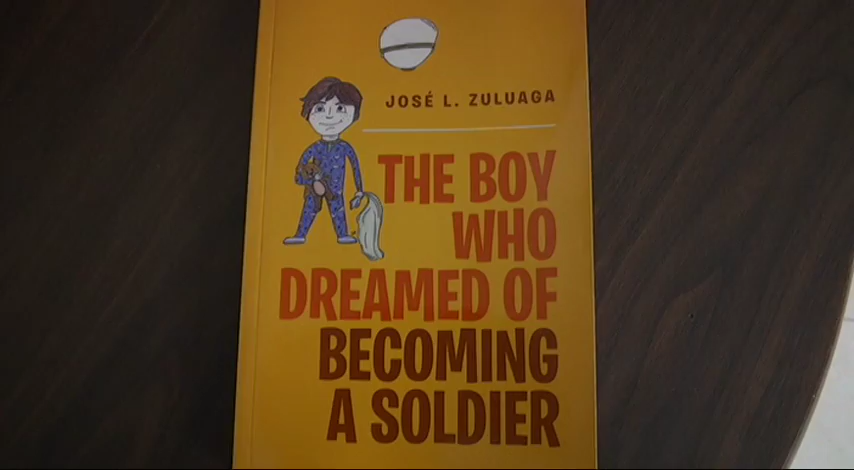 JOSÉ L. ZULUAGA
THE BOY
WHO
DREAMED OF
BECOMING
A SOLDIER